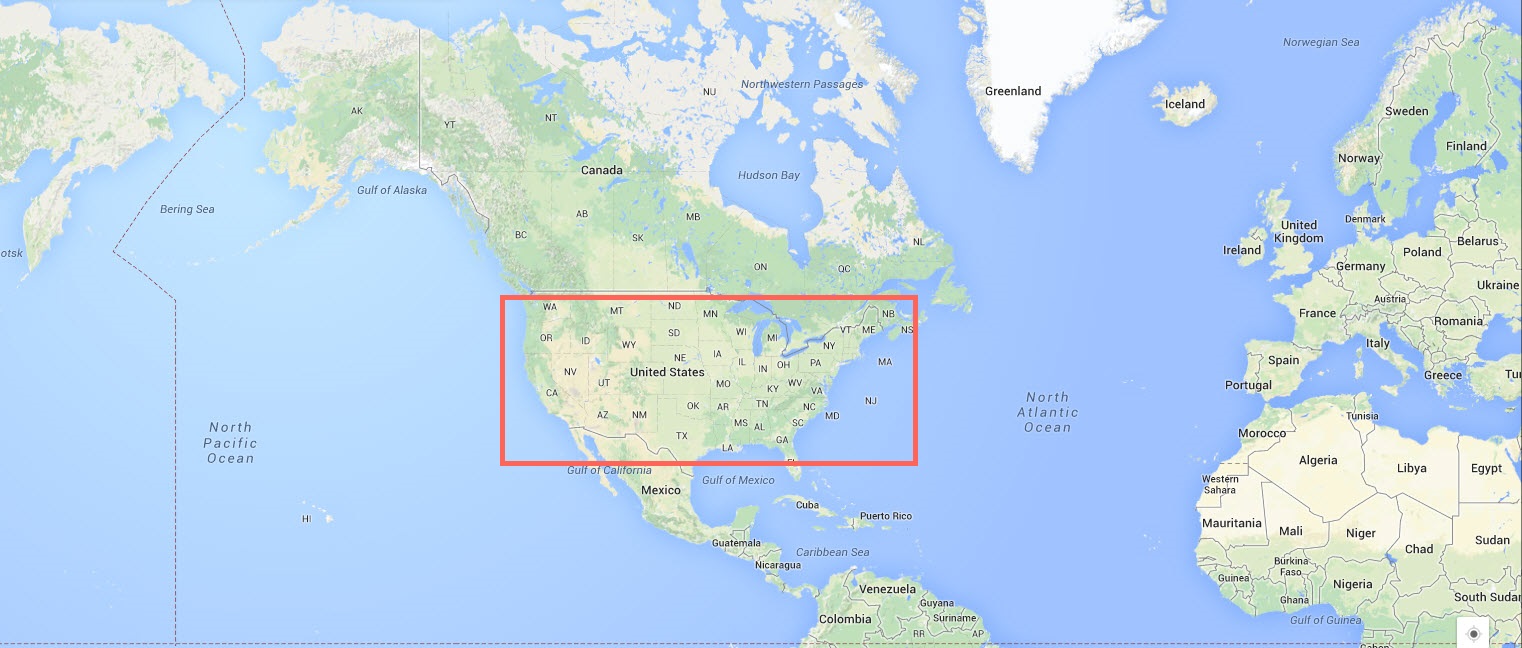 Norwegian Sea
NU
Northwestern Passages
Greenland
Iceland
AK
YT
NT
Sweden
Finland
Norway
Canada
Hudson Bay
Gulf of Alaska
Bering Sea
AB
MB
BC
SK
NL
Denmark
United
Kingdom
Ireland
Poland
Belarus
otsk
ON
QC
Germany
Ukraine
Austria
France
Romania
WA
MT
ND
MN
NB
NS
OR
ID
SD
WI
MI
VT
ME
WY
NY
Italy
NE
IA
IL
IN
OH
PA
MA
Spain
NV
United States
UT
MO
KY
WV
VA
Greece
Tur
Portugal
CA
NJ
North
Atlantic
Ocean
AZ
NM
OK
AR
TN
NC
MD
Tunisia
North
Pacific
Ocean
TX
MS
AL
SC
GA
LA
FL
Morocco
Algeria
Libya
Egypt
Gulf of California
Gulf of Mexico
Western
Sahara
Mexico
Cuba
Puerto Rico
HI
Mauritania
Mali
Niger
Chad
Sudan
Guatemala
Caribbean Sea
Nicaragua
Burkina
Faso
Guinea
Nigeria
Ghana
South Sudan
Venezuela
Guyana
Suriname
Colombia
RR
AP
Gulf of Guinea
Gabon